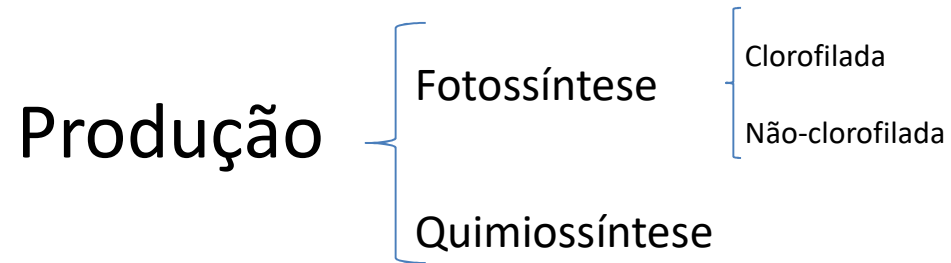 Produção
Fotossíntese
Clorofilada
Não-clorofilada
Quimiossíntese